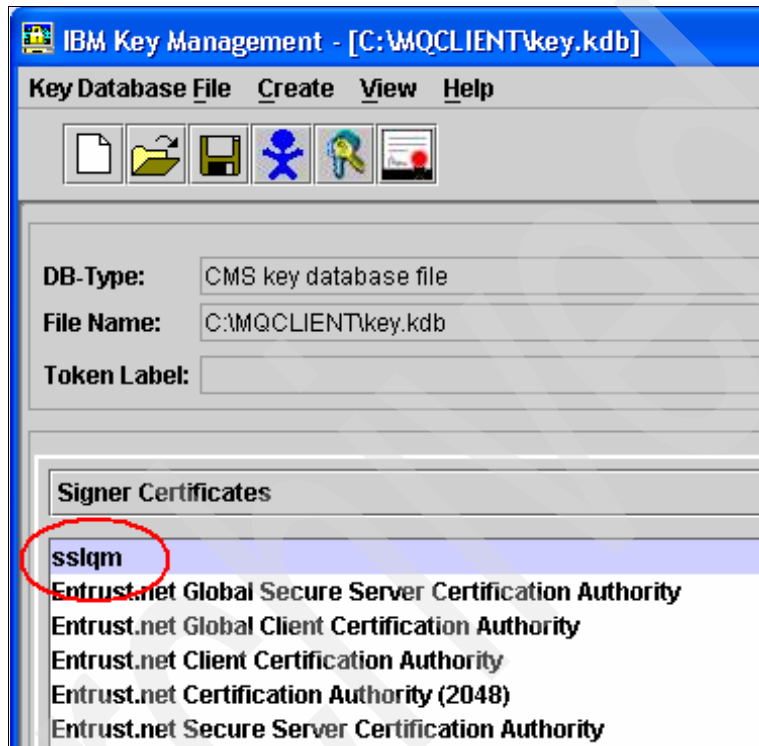 IBM Key Management - [C:\MQCLIENT\key.kdb]
Key Database File Create View Help
DB-Type: CMS key database file
File Name: C:\MQCLIENT\key.kdb
Token Label:
Signer Certificates
sslqm
Entrust.net Global Secure Server Certification Authority
Entrust.net Global Client Certification Authority
Entrust.net Client Certification Authority
Entrust.net Certification Authority (2048)
Entrust.net Secure Server Certification Authority